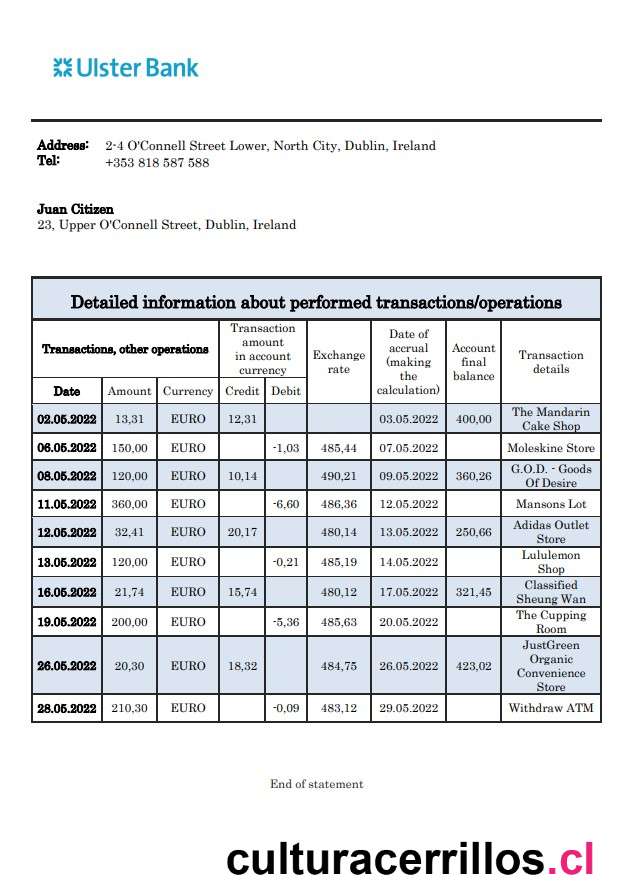 Ulster Bank
Address: 2-4 O'Connell Street Lower, North City, Dublin, Ireland
Tel: +353 818 587 588
Juan Citizen
23, Upper O'Connell Street, Dublin, Ireland
Detailed information about performed transactions/operations
Transactions, other operations
Transaction
amount
in account
currency
Exchange
rate
Date of
accrual
(making
the
calculation)
Account
final
balance
Transaction
details
Date Amount Currency Credit Debit
02.05.2022 13,31 EURO 12,31 03.05.2022 400,00 The Mandarin
Cake Shop
06.05.2022 150,00 EURO -1,03 485,44 07.05.2022 Moleskine Store
08.05.2022 120,00 EURO 10,14 490,21 09.05.2022 360,26 G.O.D. - Goods
Of Desire
11.05.2022 360,00 EURO -6,60 486,36 12.05.2022 Mansons Lot
12.05.2022 32,41 EURO 20,17 480,14 13.05.2022 250,66 Adidas Outlet
Store
13.05.2022 120,00 EURO -0,21 485,19 14.05.2022 Lululemon
Shop
16.05.2022 21,74 EURO 15,74 480,12 17.05.2022 321,45 Classified
Sheung Wan
19.05.2022 200,00 EURO -5,36 485,63 20.05.2022 The Cupping
Room
26.05.2022 20,30 EURO 18,32 484,75 26.05.2022 423,02 JustGreen
Organic
Convenience
Store
28.05.2022 210,30 EURO -0,09 483,12 29.05.2022 Withdraw ATM
End of statement
culturacerrillos.cl